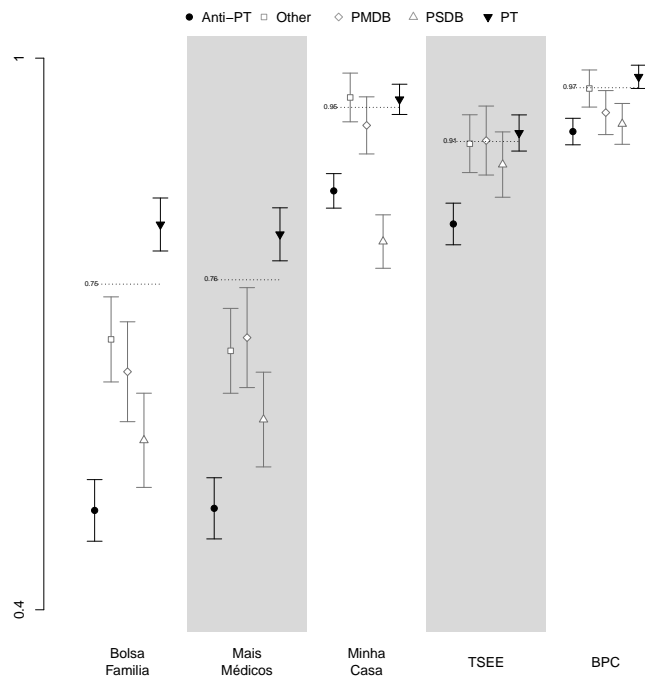 Anti−PT Other PMDB PSDB PT
1
0.97
0.95
0.91
0.75
0.76
0.4
Bolsa Familia
Mais Médicos
Minha Casa
TSEE
BPC